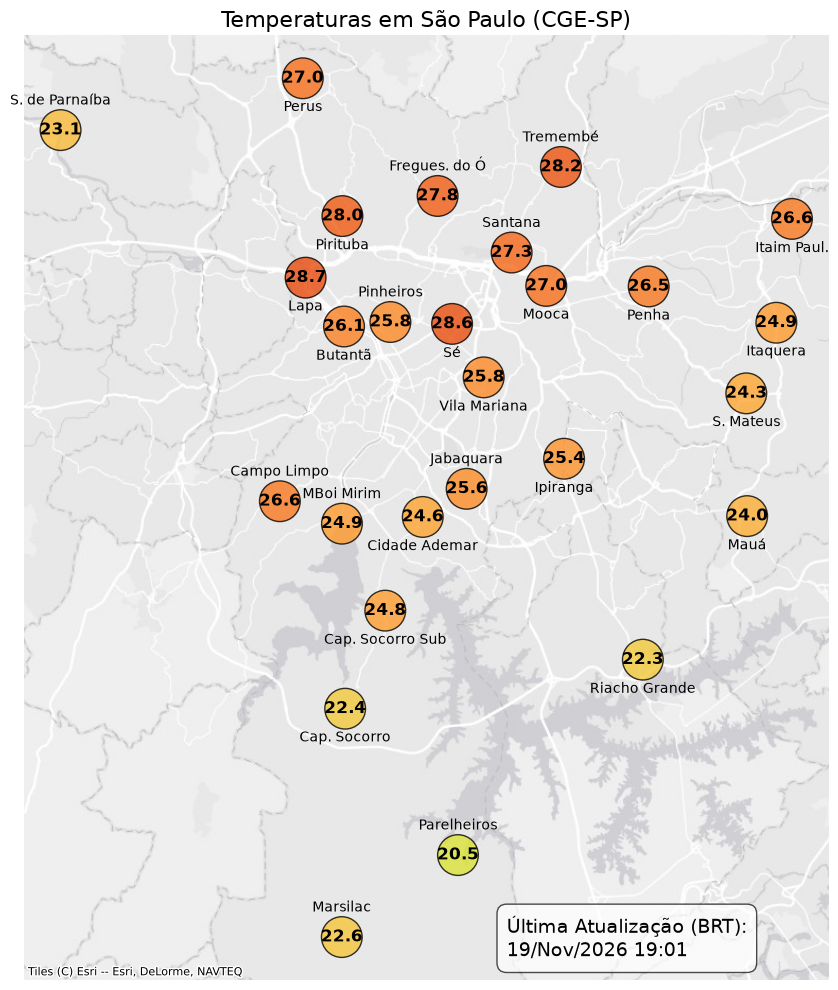 Temperaturas em São Paulo (CGE-SP)
27.0
Perus
S. de Parnaíba
23.1
Tremembé
28.2
Fregues. do Ó
27.8
28.0
Pirituba
26.6
Itaim Paul.
Santana
27.3
28.7
Lapa
27.0
Mooca
26.5
Penha
Pinheiros
25.8
26.1
Butantã
28.6
Sé
24.9
Itaquera
25.8
Vila Mariana
24.3
S. Mateus
25.4
Ipiranga
Jabaquara
25.6
Campo Limpo
26.6
MBoi Mirim
24.9
24.6
Cidade Ademar
24.0
Mauá
24.8
Cap. Socorro Sub
22.3
Riacho Grande
22.4
Cap. Socorro
Parelheiros
20.5
Marsilac
22.6
Última Atualização (BRT):
19/Nov/2026 19:01
Tiles (C) Esri -- Esri, DeLorme, NAVTEQ